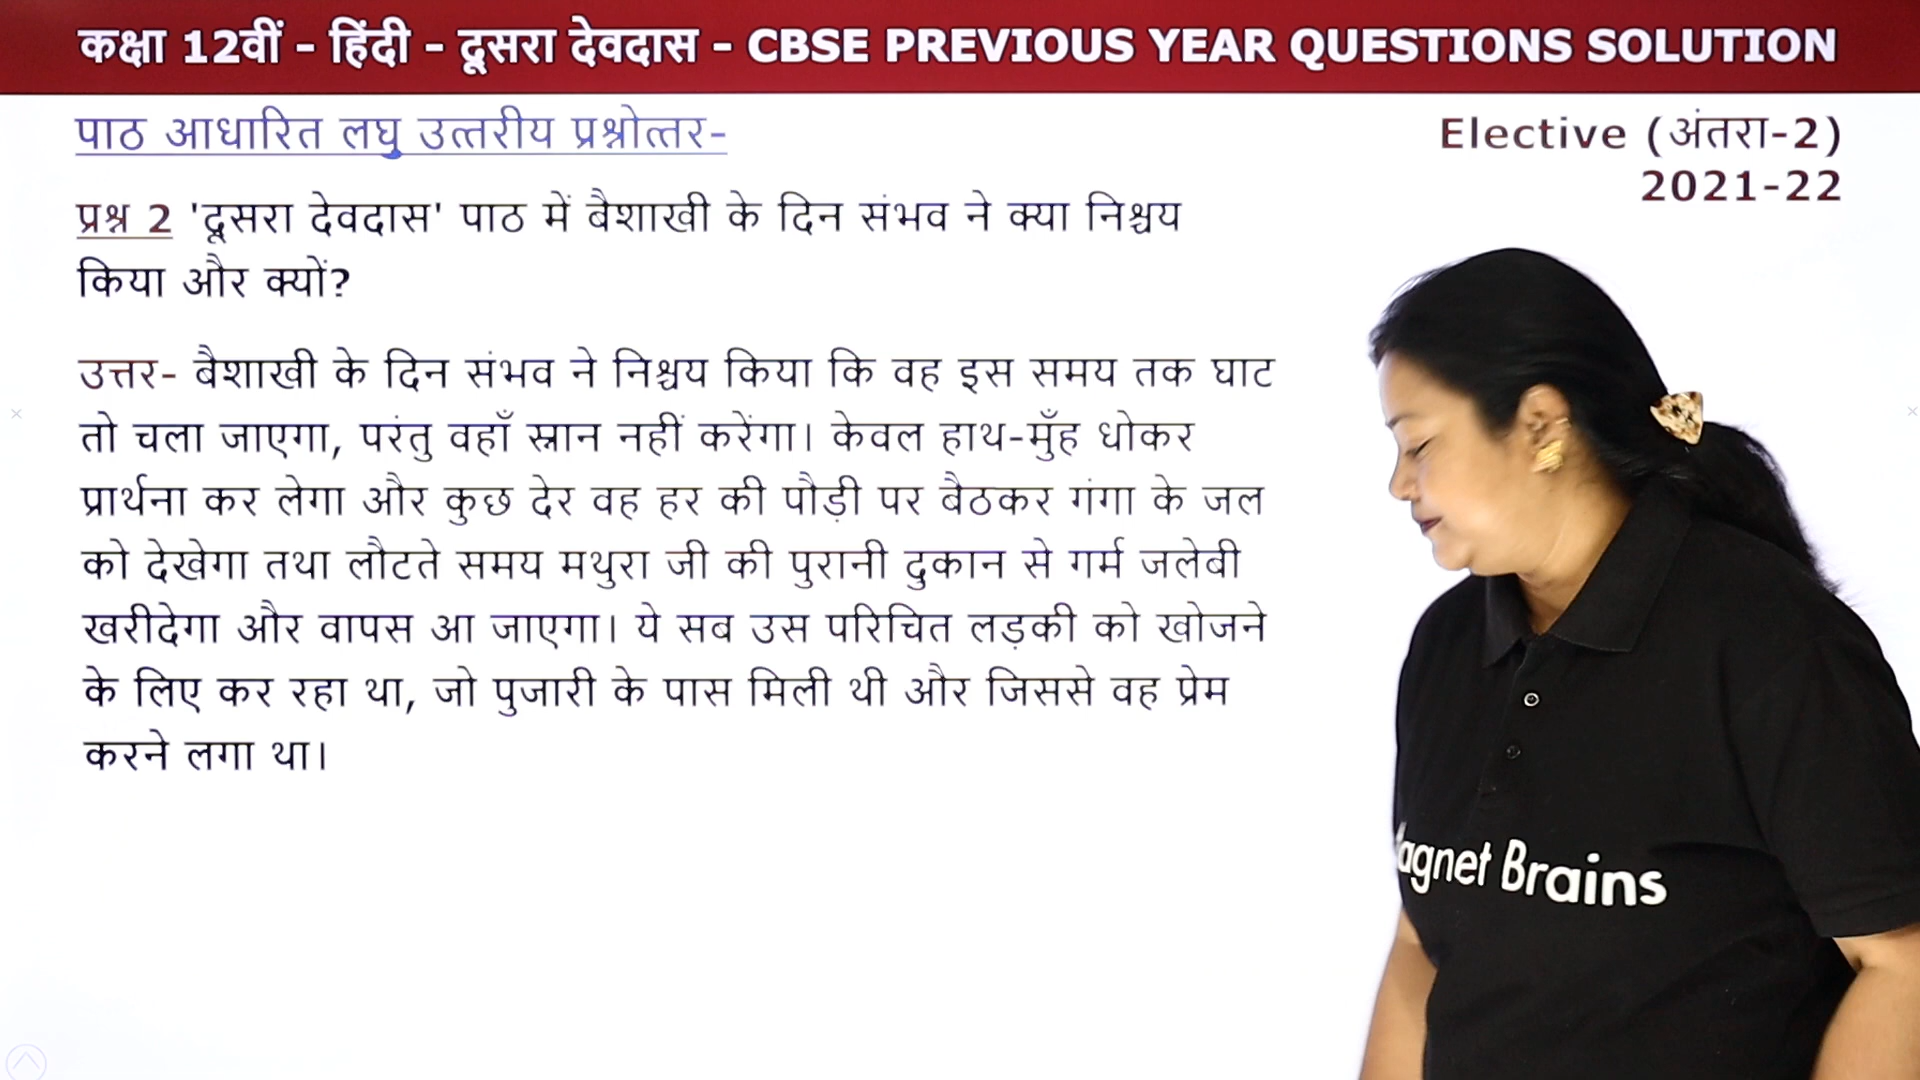 कक्षा 12वीं - हिंदी - दूसरा देवदास - CBSE PREVIOUS YEAR QUESTIONS SOLUTION
पाठ आधारित लघु उत्तरीय प्रश्नोत्तर-
Elective (अंतरा-2)
2021-22
प्रश्न 2 'दूसरा देवदास' पाठ में बैशाखी के दिन संभव ने क्या निश्चय
किया और क्यों?
उत्तर- बैशाखी के दिन संभव ने निश्चय किया कि वह इस समय तक घाट
तो चला जाएगा, परंतु वहाँ स्नान नहीं करेंगा। केवल हाथ-मुँह धोकर
प्रार्थना कर लेगा और कुछ देर वह हर की पौड़ी पर बैठकर गंगा के जल
को देखेगा तथा लौटते समय मथुरा जी की पुरानी दुकान से गर्म जलेबी
खरीदेगा और वापस आ जाएगा। ये सब उस परिचित लड़की को खोजने
के लिए कर रहा था, जो पुजारी के पास मिली थी और जिससे वह प्रेम
करने लगा था।
agnet Brains